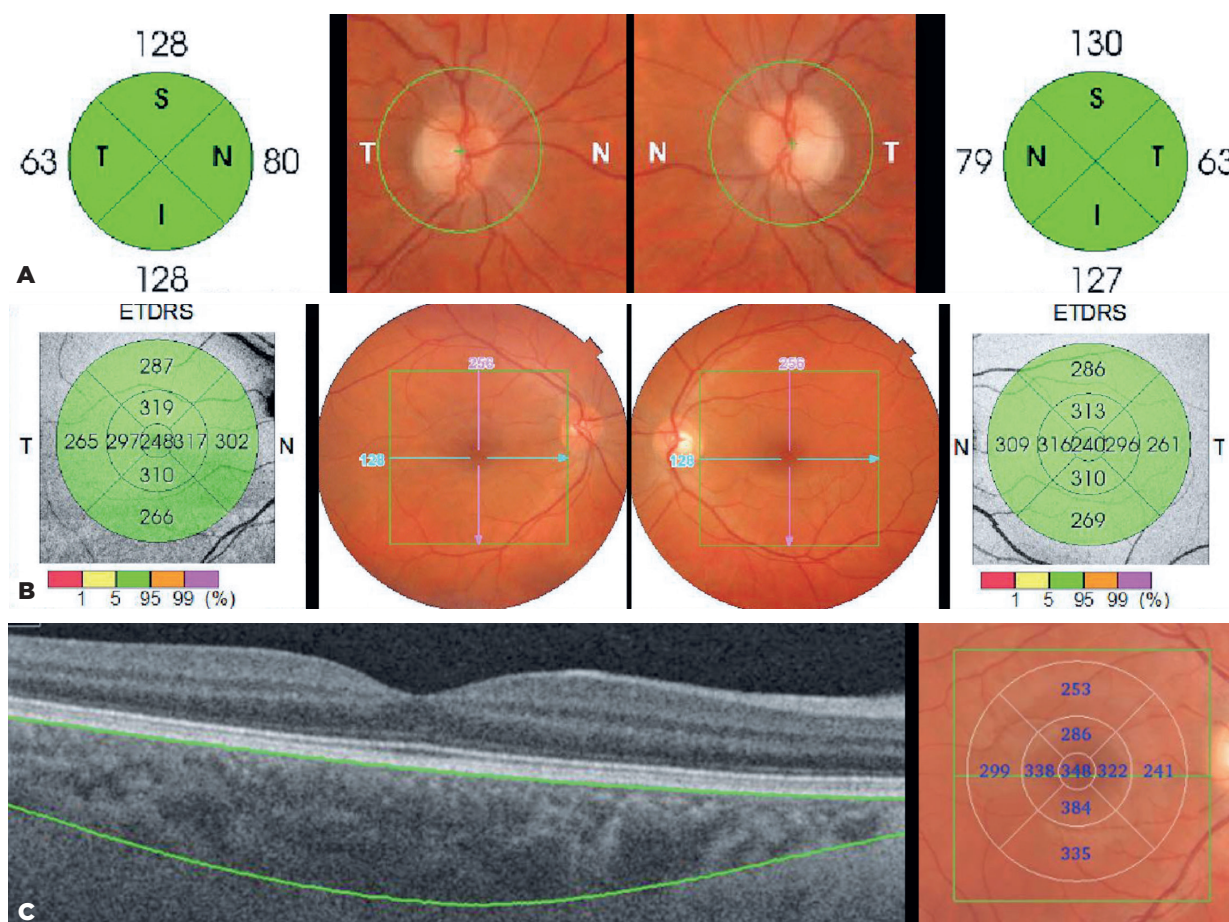 128
S
63 T N 80
I
128
T N
N T
130
S
79 N T 63
I
127
A
ETDRS
287
319
T 265 297 248 317 302 N
310
266
1 5 95 99 (%)
256
128
256
128
ETDRS
286
313
N 309 316 240 296 261 T
310
269
1 5 95 99 (%)
B
253
286
299 338 348 322 241
384
335
C